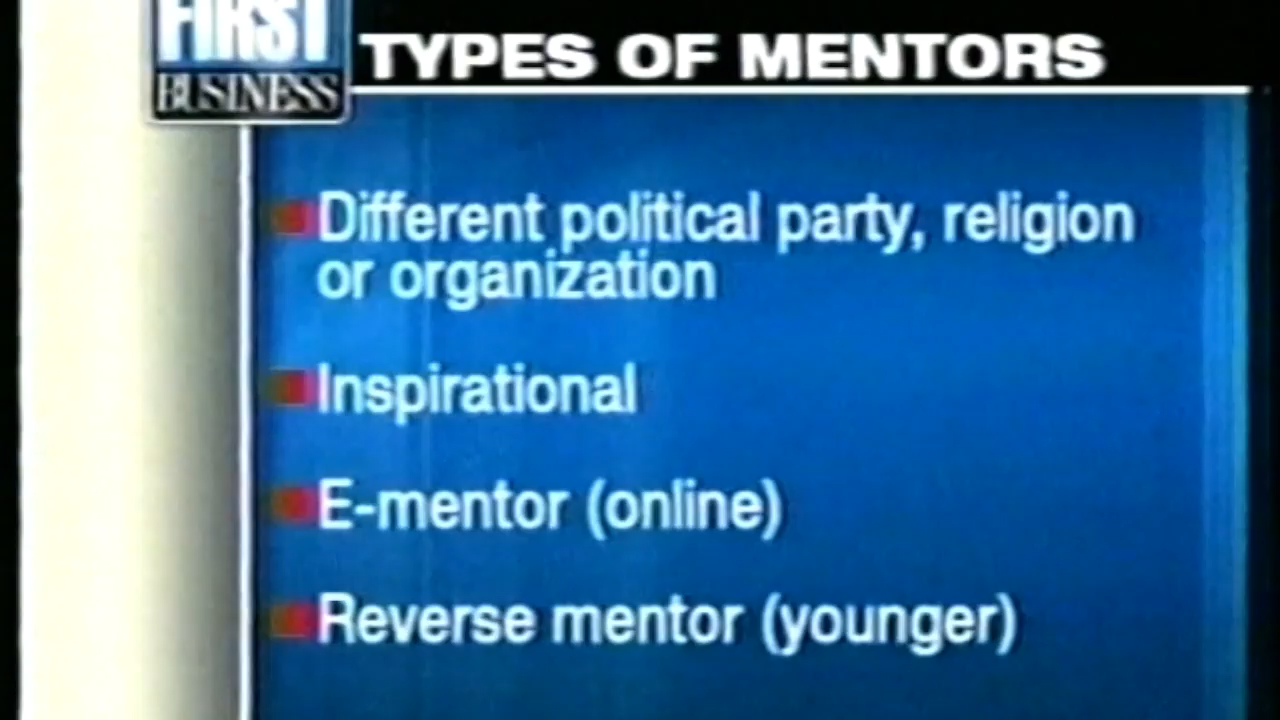 FIRST
BUSINESS
TYPES OF MENTORS
Different political party, religion
or organization
Inspirational
E-mentor (online)
Reverse mentor (younger)